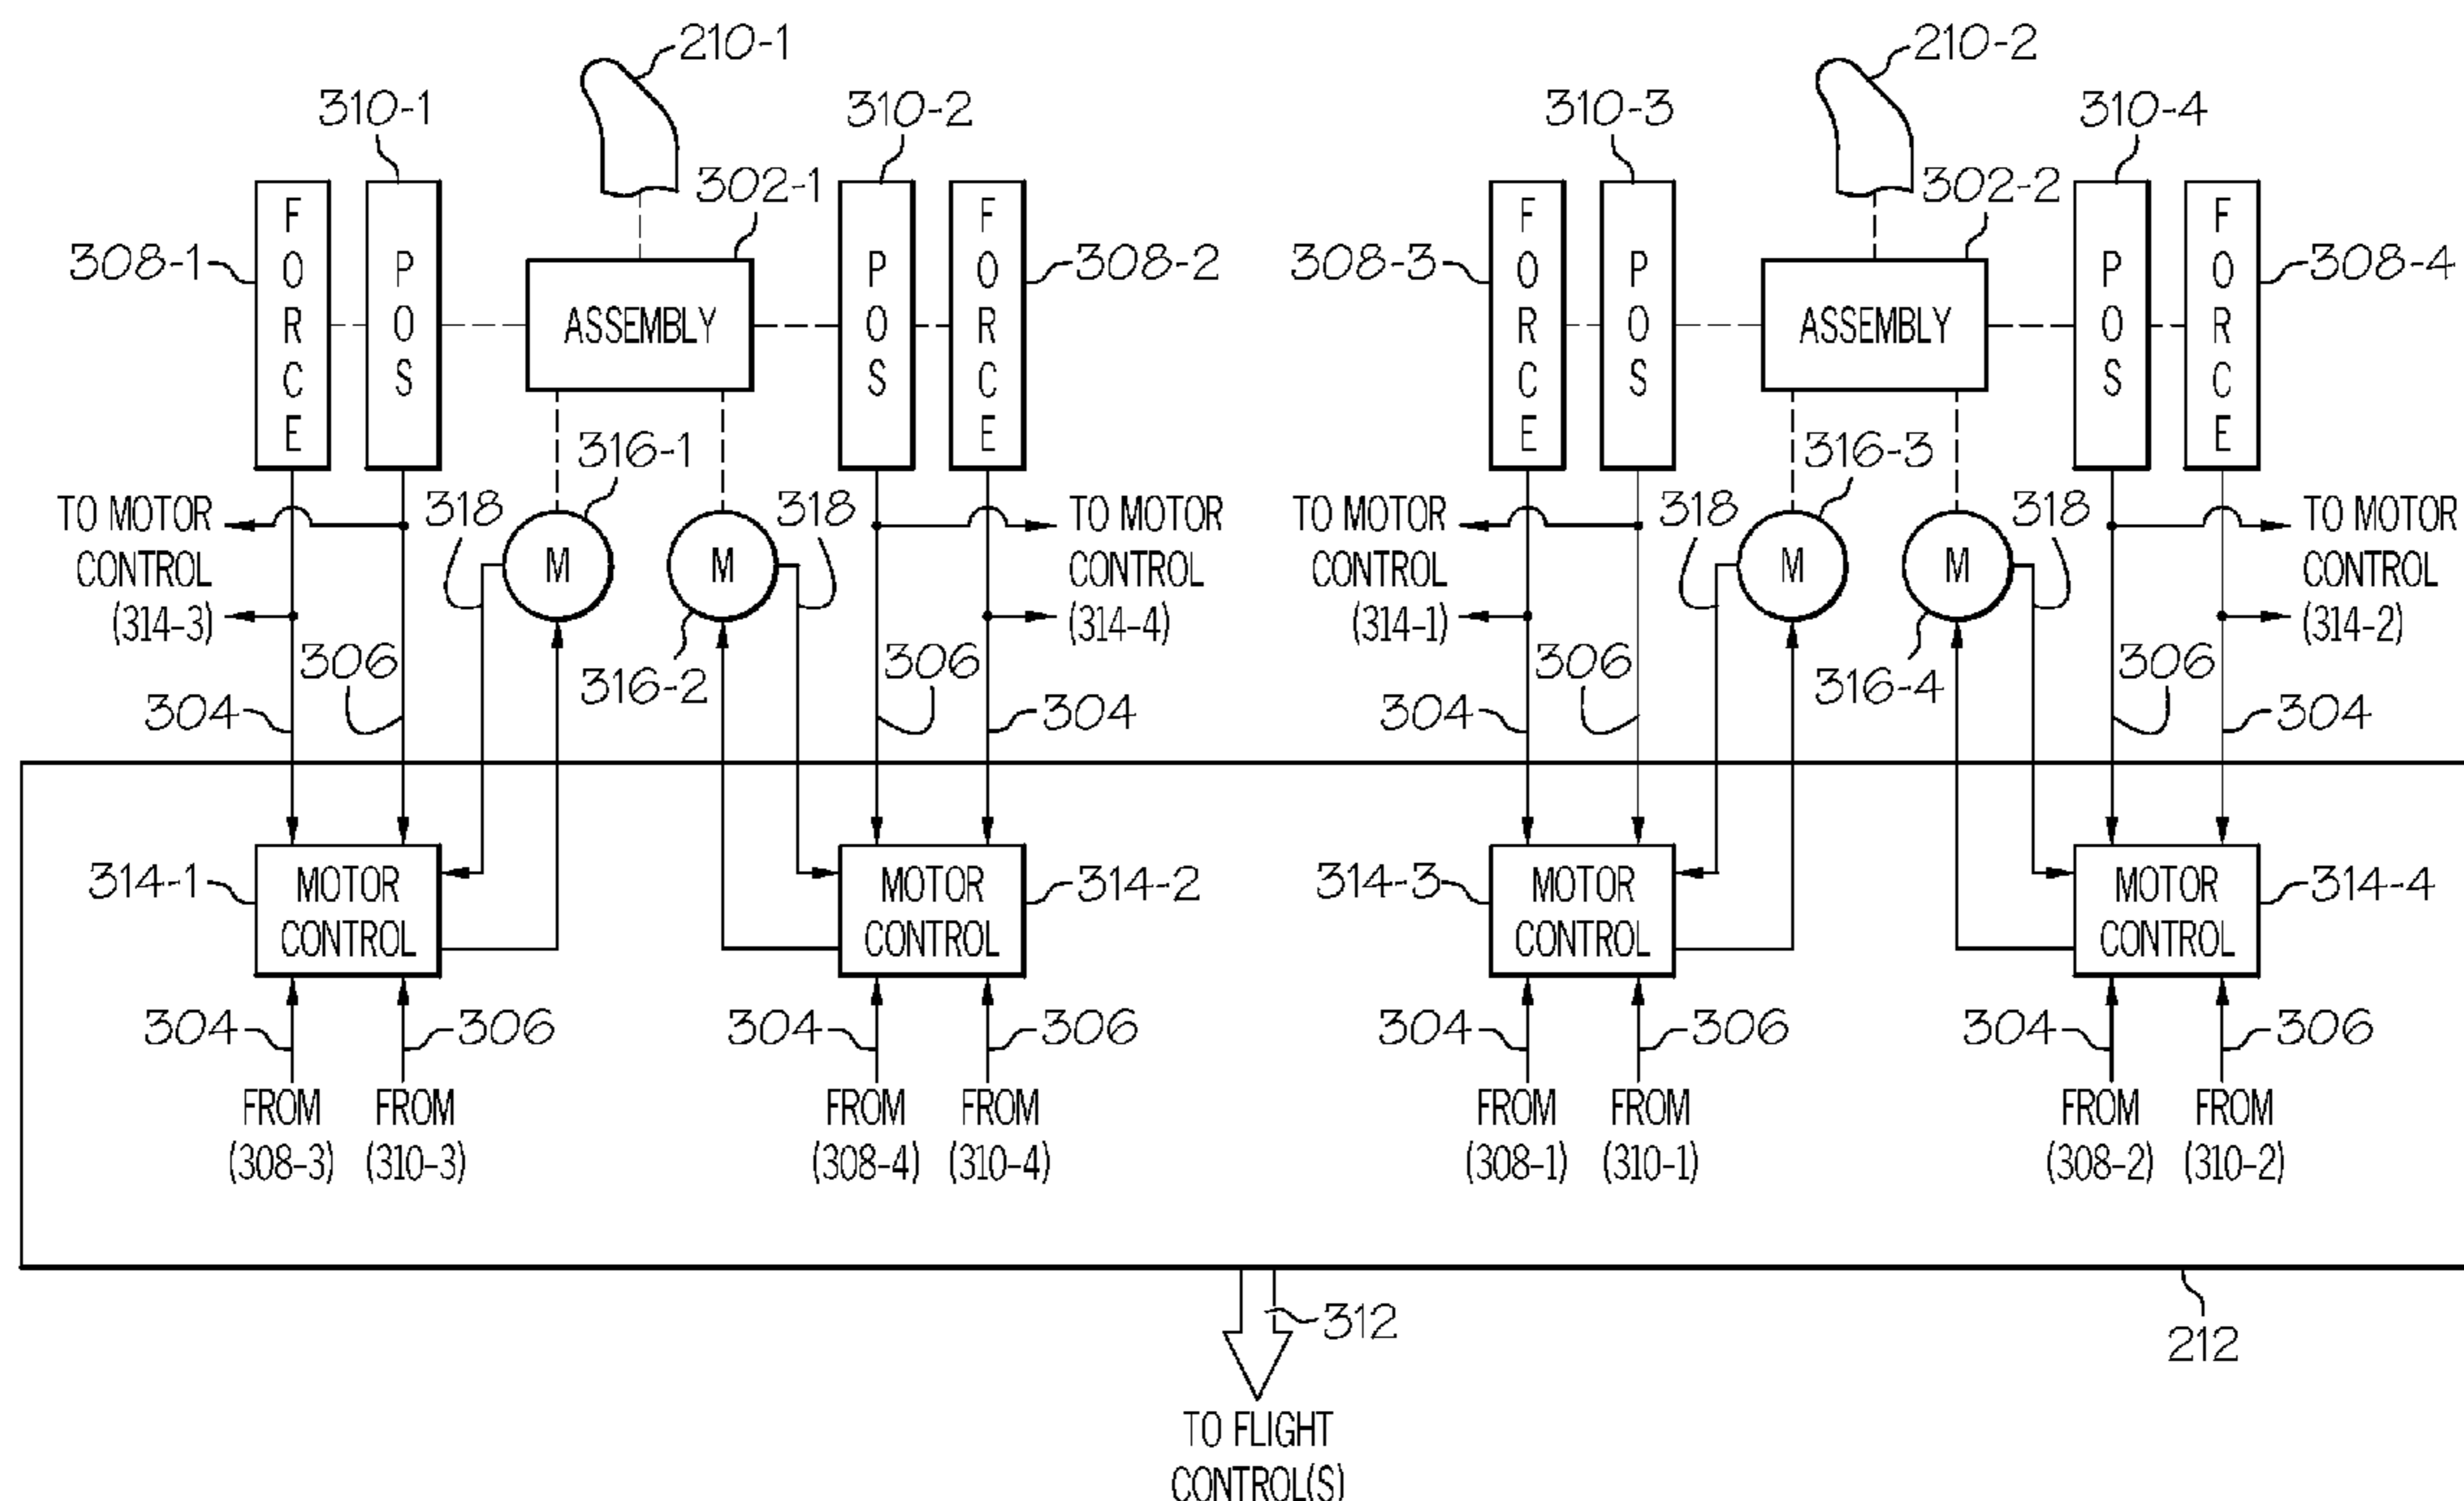 210-1
210-2
310-1
310-2
310-3
310-4
302-1
302-2
308-1
FORCE
POS
ASSEMBLY
POS
FORCE
308-2
308-3
FORCE
POS
ASSEMBLY
POS
FORCE
308-4
316-1
316-3
TO MOTOR
CONTROL
(314-3)
318
M
M
318
TO MOTOR
CONTROL
(314-4)
TO MOTOR
CONTROL
(314-1)
318
M
M
318
TO MOTOR
CONTROL
(314-2)
304
306
316-2
306
304
304
306
316-4
306
304
314-1
MOTOR
CONTROL
MOTOR
CONTROL
314-2
314-3
MOTOR
CONTROL
MOTOR
CONTROL
314-4
304
306
304
306
304
306
304
306
FROM
(308-3)
FROM
(310-3)
FROM
(308-4)
FROM
(310-4)
FROM
(308-1)
FROM
(310-1)
FROM
(308-2)
FROM
(310-2)
312
212
TO FLIGHT
CONTROL(S)